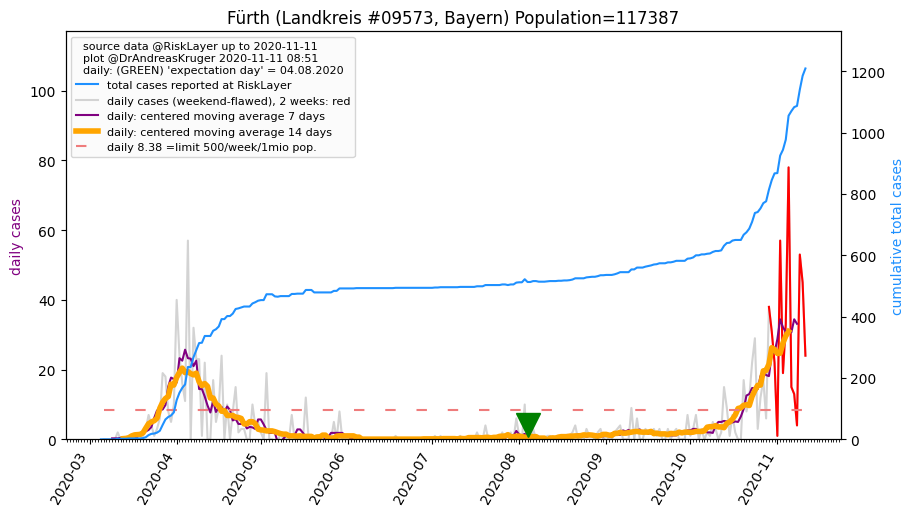 Fürth (Landkreis #09573, Bayern) Population=117387
source data @RiskLayer up to 2020-11-11
plot @DrAndreasKruger 2020-11-11 08:51
daily: (GREEN) 'expectation day' = 04.08.2020
total cases reported at RiskLayer
daily cases (weekend-flawed), 2 weeks: red
daily: centered moving average 7 days
daily: centered moving average 14 days
daily 8.38 =limit 500/week/1mio pop.
daily cases
100
80
60
40
20
0
cumulative total cases
1200
1000
800
600
400
200
0
2020-03
2020-04
2020-05
2020-06
2020-07
2020-08
2020-09
2020-10
2020-11